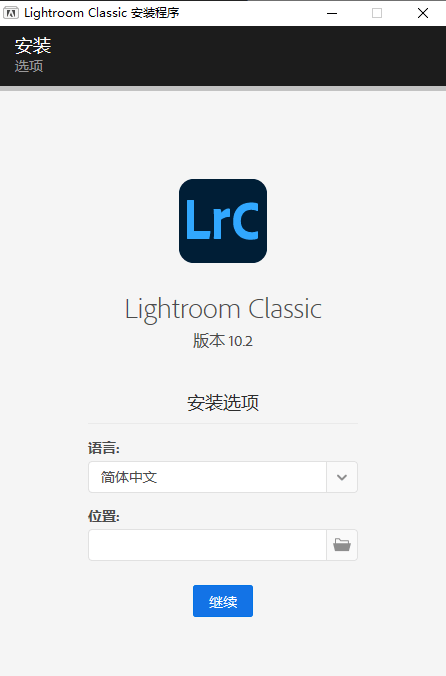 Lightroom Classic 安装程序
安装
选项
LrC
Lightroom Classic
版本 10.2
安装选项
语言:
简体中文
位置:
继续